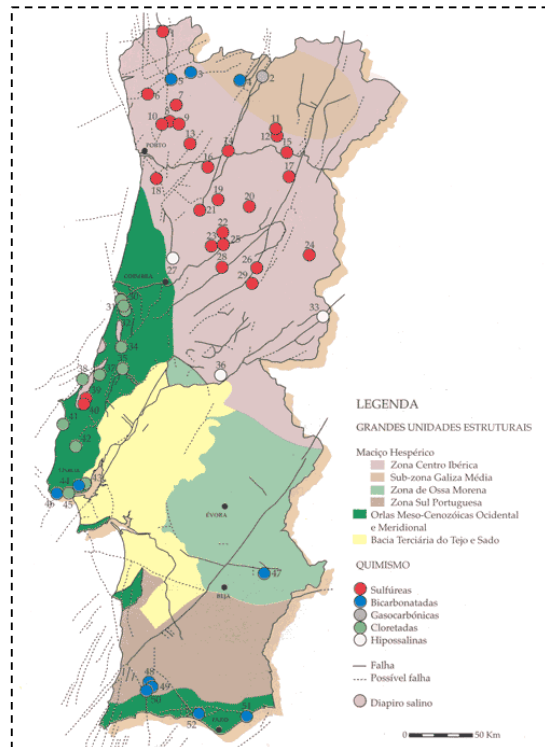 2
3
5
4
6
7
8
10
9
11
12
13
14
15
PORTO
16
17
18
19
20
21
22
23
25
24
27
28
26
COIMBRA
29
33
34
35
36
38
37
39
40
41
42
LISBOA
44
43
46
45
ÉVORA
47
BEJA
48
49
50
51
52
FARO
LEGENDA
GRANDES UNIDADES ESTRUTURAIS
Maciço Hespérico
Zona Centro Ibérica
Sub-zona Galiza Média
Zona de Ossa Morena
Zona Sul Portuguesa
Orlas Meso-Cenozóicas Ocidental
e Meridional
Bacia Terciária do Tejo e Sado
QUIMISMO
Sulfúreas
Bicarbonatadas
Gasocarbónicas
Cloretadas
Hipossalinas
Falha
Possível falha
Diapiro salino
0 50 Km